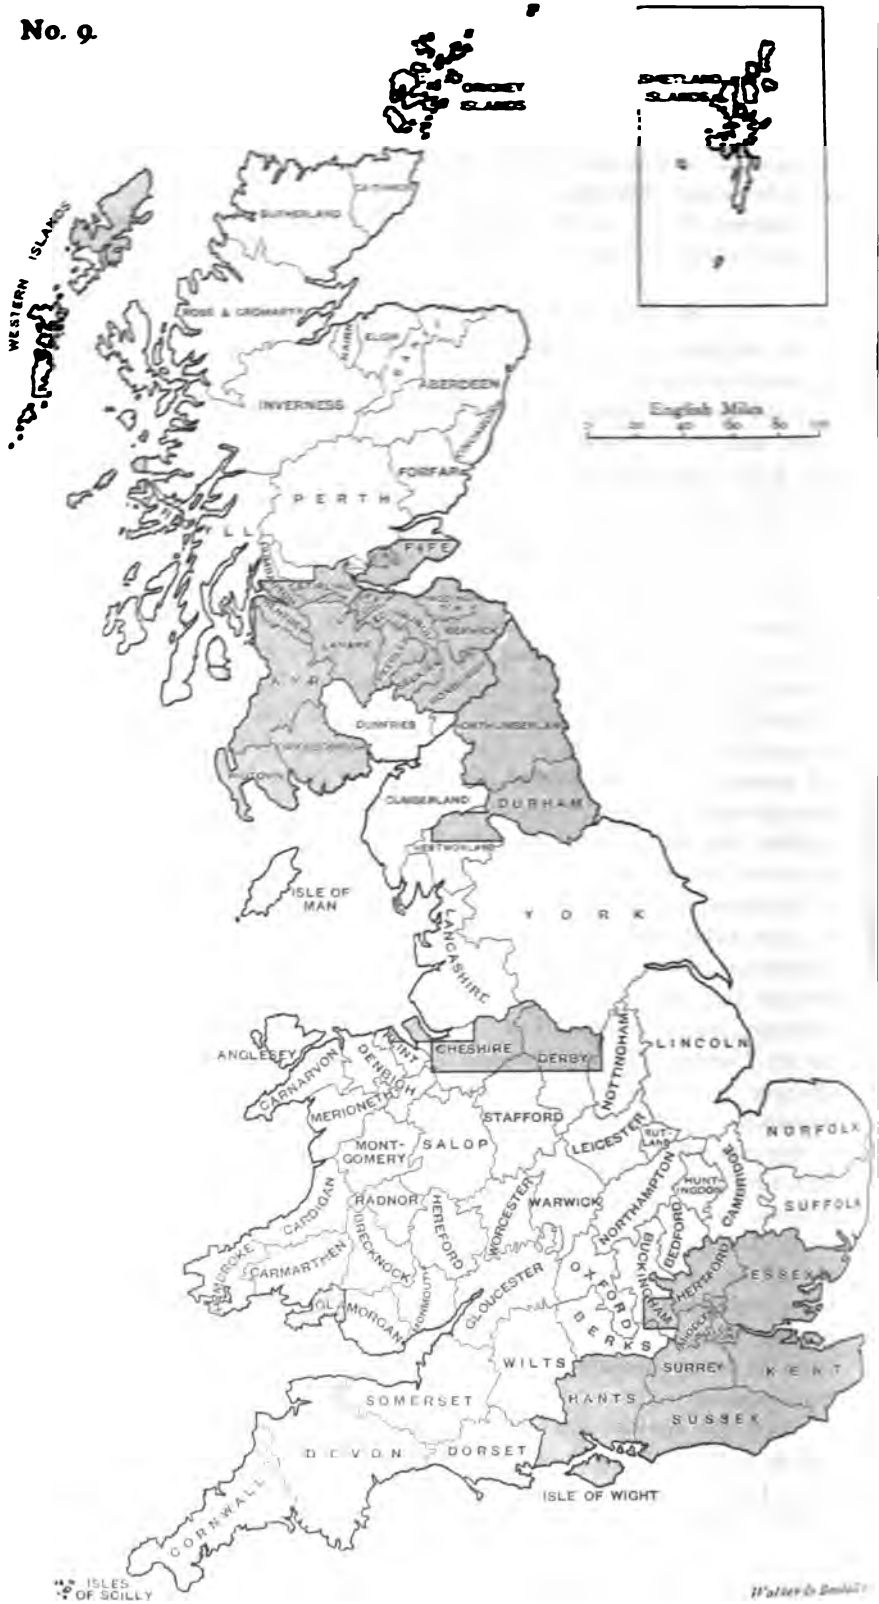 No. 9.
ORKNEY
ISLANDS
SHETLAND
ISLANDS
WESTERN ISLANDS
CAITHNESS
SUTHERLAND
ROSS & CROMARTY
NAIRN
ELGIN
ABERDEEN
INVERNESS
English Miles
FORFAR
PERTH
FIFE
BERWICK
LANARK
AYR
DUMFRIES
NORTHUMBERLAND
WIGTOWN
CUMBERLAND
DURHAM
WESTMORLAND
ISLE OF
MAN
YORK
LANCASHIRE
ANGLESEY
CARNARVON
DENBIGH
FLINT
CHESHIRE
DERBY
NOTTINGHAM
LINCOLN
MERIONETH
STAFFORD
LEICESTER
RUT-
LAND
NORFOLK
MONT-
GOMERY
SALOP
CARDIGAN
RADNOR
HEREFORD
WORCESTER
WARWICK
NORTHAMPTON
HUNT-
INGDON
CAMBRIDGE
SUFFOLK
BEDFORD
PEMBROKE
CARMARTHEN
BRECKNOCK
MONMOUTH
GLOUCESTER
OXFORD
BUCKINGHAM
HERTFORD
ESSEX
GLAMORGAN
BERKS
WILTS
SURREY
KENT
SOMERSET
HANTS
SUSSEX
DEVON
DORSET
CORNWALL
ISLE OF WIGHT
ISLES
OF SCILLY